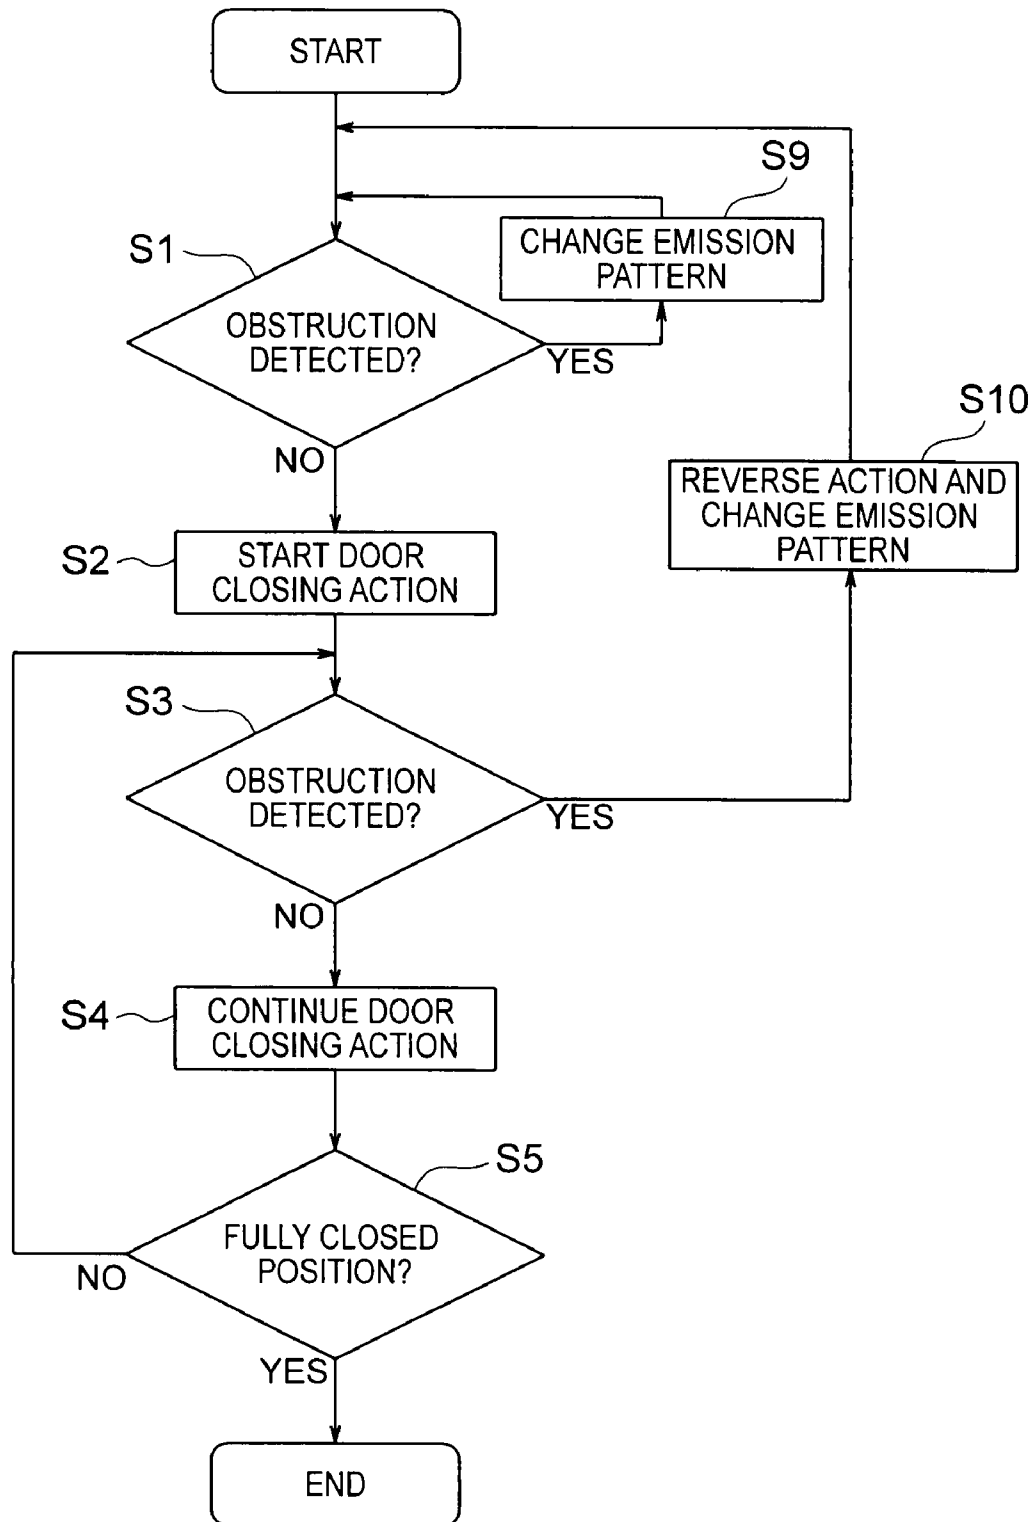 START
S9
CHANGE EMISSION
PATTERN
S1
OBSTRUCTION
DETECTED?
YES
NO
S10
REVERSE ACTION AND
CHANGE EMISSION
PATTERN
S2
START DOOR
CLOSING ACTION
S3
OBSTRUCTION
DETECTED?
YES
NO
S4
CONTINUE DOOR
CLOSING ACTION
S5
FULLY CLOSED
POSITION?
NO
YES
END